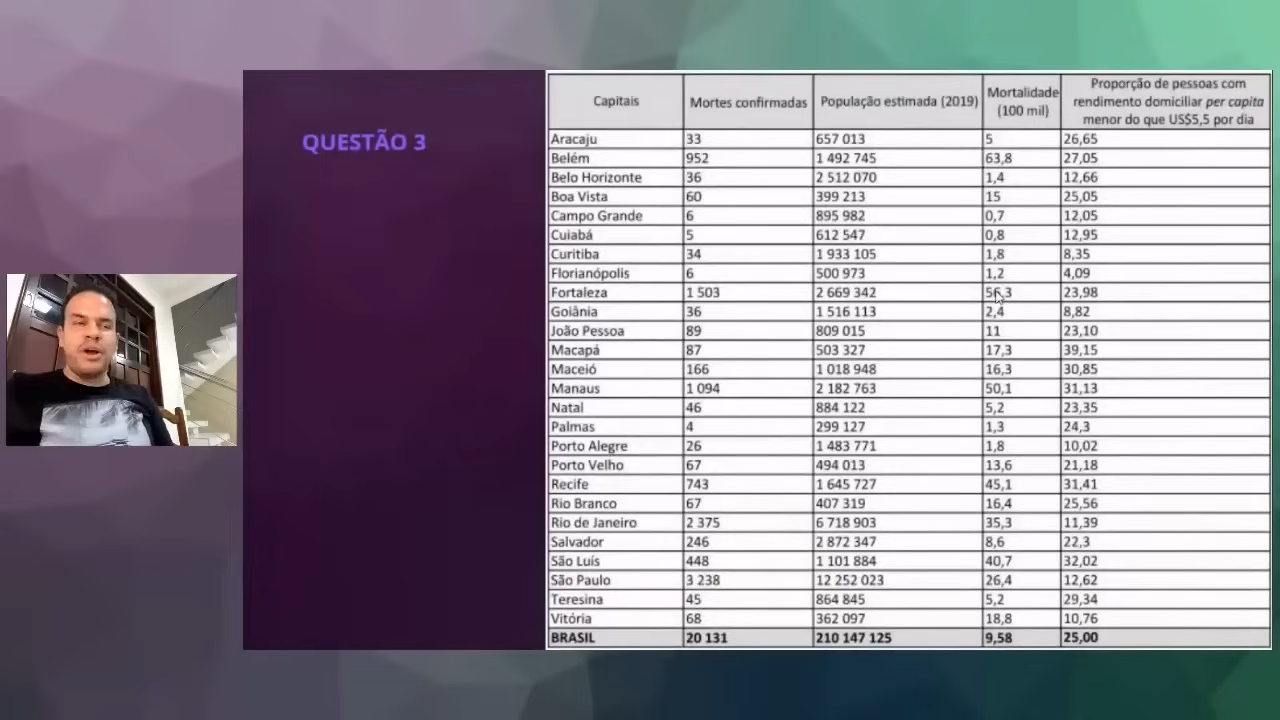 QUESTÃO 3
Capitais Mortes confirmadas População estimada (2019) Mortalidade (100 mil) Proporção de pessoas com rendimento domiciliar per capita menor do que US$5,5 por dia
Aracaju 33 657 013 5 26,65
Belém 952 1 492 745 63,8 27,05
Belo Horizonte 36 2 512 070 1,4 12,66
Boa Vista 60 399 213 15 25,05
Campo Grande 6 895 982 0,7 12,05
Cuiabá 5 612 547 0,8 12,95
Curitiba 34 1 933 105 1,8 8,35
Florianópolis 6 500 973 1,2 4,09
Fortaleza 1 503 2 669 342 56,3 23,98
Goiânia 36 1 516 113 2,4 8,82
João Pessoa 89 809 015 11 23,10
Macapá 87 503 327 17,3 39,15
Maceió 166 1 018 948 16,3 30,85
Manaus 1 094 2 182 763 50,1 31,13
Natal 46 884 122 5,2 23,35
Palmas 4 299 127 1,3 24,3
Porto Alegre 26 1 483 771 1,8 10,02
Porto Velho 67 494 013 13,6 21,18
Recife 743 1 645 727 45,1 31,41
Rio Branco 67 407 319 16,4 25,56
Rio de Janeiro 2 375 6 718 903 35,3 11,39
Salvador 246 2 872 347 8,6 22,3
São Luís 448 1 101 884 40,7 32,02
São Paulo 3 238 12 252 023 26,4 12,62
Teresina 45 864 845 5,2 29,34
Vitória 68 362 097 18,8 10,76
BRASIL 20 131 210 147 125 9,58 25,00